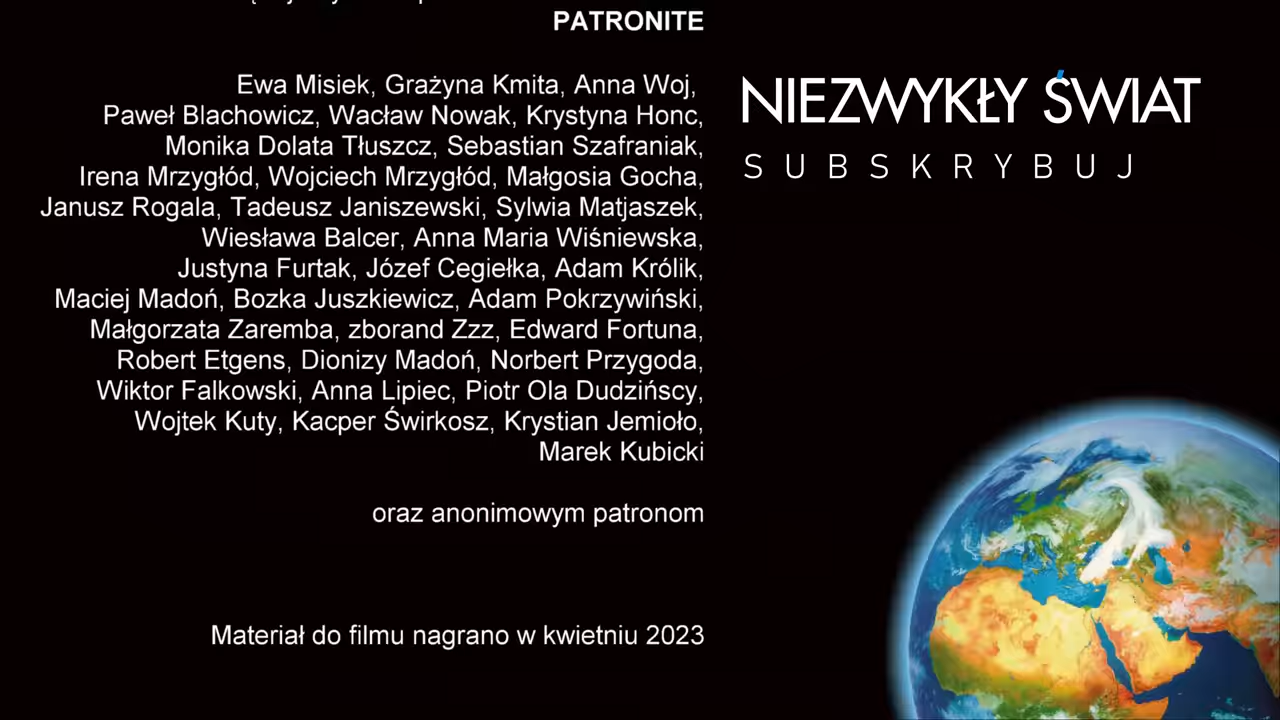 PATRONITE
Ewa Misiek, Grażyna Kmita, Anna Woj,
Paweł Blachowicz, Wacław Nowak, Krystyna Honc,
Monika Dolata Tłuszcz, Sebastian Szafraniak,
Irena Mrzygłód, Wojciech Mrzygłód, Małgosia Gocha,
Janusz Rogala, Tadeusz Janiszewski, Sylwia Matjaszek,
Wiesława Balcer, Anna Maria Wiśniewska,
Justyna Furtak, Józef Cegiełka, Adam Królik,
Maciej Madoń, Bozka Juszkiewicz, Adam Pokrzywiński,
Małgorzata Zaremba, zborand Zzz, Edward Fortuna,
Robert Etgens, Dionizy Madoń, Norbert Przygoda,
Wiktor Falkowski, Anna Lipiec, Piotr Ola Dudzińscy,
Wojtek Kuty, Kacper Świrkosz, Krystian Jemioło,
Marek Kubicki
oraz anonimowym patronom
Materiał do filmu nagrano w kwietniu 2023
NIEZWYKŁY ŚWIAT
SUBSKRYBUJ